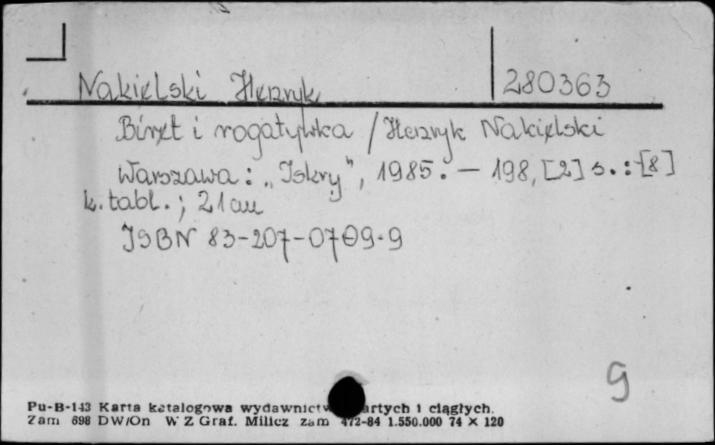 Nakielski Henryk 280363
Biret i rogatywka / Henryk Nakielski
Warszawa : „Iskry", 1985. — 198, [2] s. : [8]
k. tabl. ; 21 cm
ISBN 83-207-0709-9
9
Pu-B-143 Karta katalogowa wydawnictw artych i ciągłych.
Zam 698 DW/On W Z Graf. Milicz zam 472-84 1.550.000 74 × 120